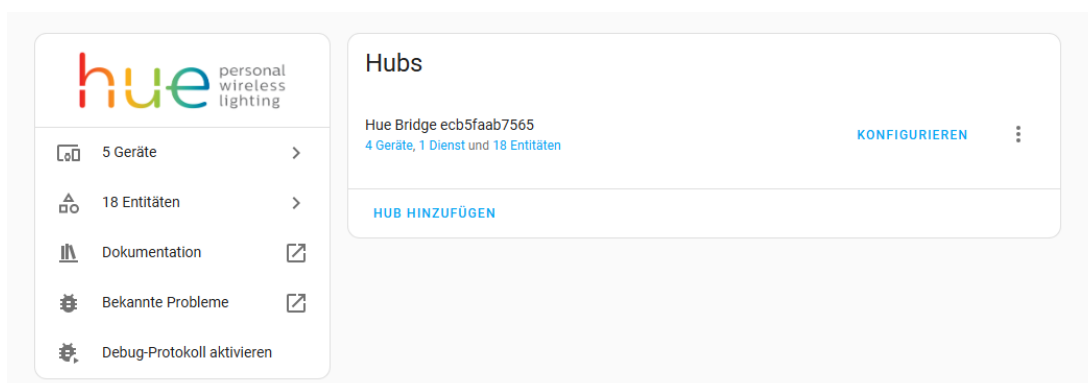 hue personal
wireless
lighting
5 Geräte
18 Entitäten
Dokumentation
Bekannte Probleme
Debug-Protokoll aktivieren
Hubs
Hue Bridge ecb5faab7565
4 Geräte, 1 Dienst und 18 Entitäten
KONFIGURIEREN
HUB HINZUFÜGEN